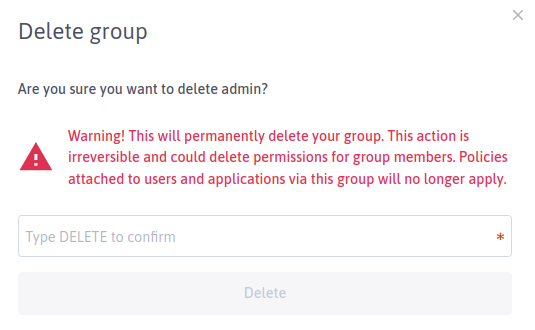 Delete group
Are you sure you want to delete admin?
Warning! This will permanently delete your group. This action is
irreversible and could delete permissions for group members. Policies
attached to users and applications via this group will no longer apply.
Type DELETE to confirm *
Delete